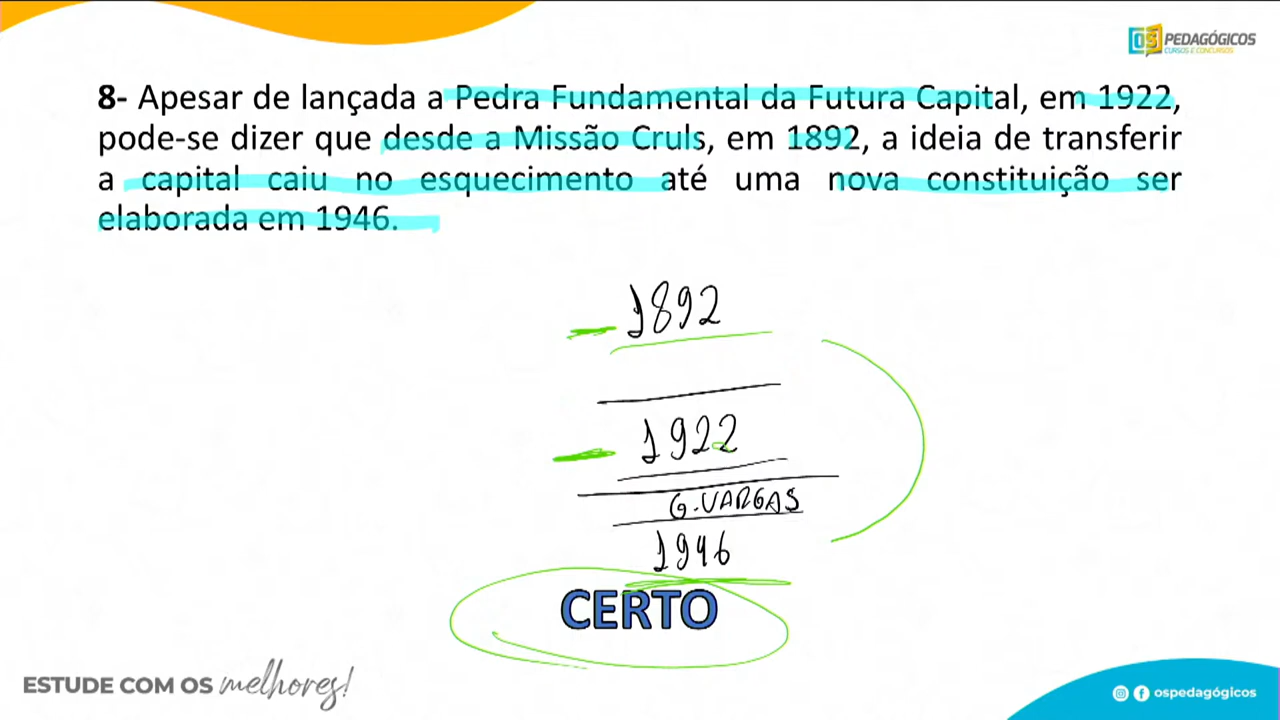 OS PEDAGÓGICOS
CURSOS E CONCURSOS
8- Apesar de lançada a Pedra Fundamental da Futura Capital, em 1922,
pode-se dizer que desde a Missão Cruls, em 1892, a ideia de transferir
a capital caiu no esquecimento até uma nova constituição ser
elaborada em 1946.
1892
1922
G. VARGAS
1946
CERTO
ESTUDE COM OS melhores!
ospedagógicos